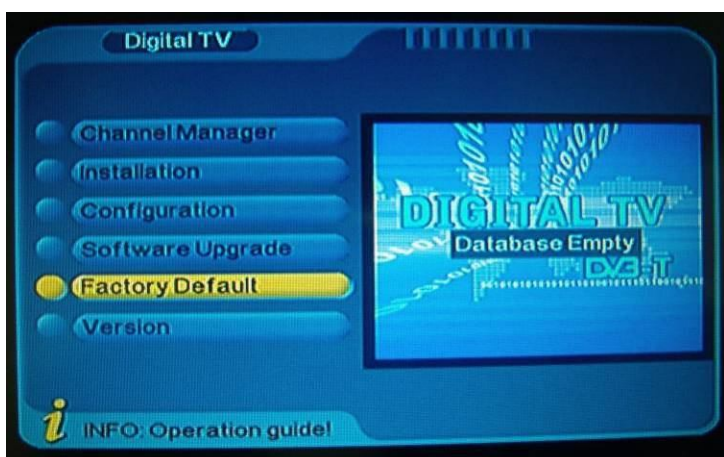 Digital TV
Channel Manager
Installation
Configuration
Software Upgrade
Factory Default
Version
DIGITAL TV
Database Empty
DVB-T
INFO: Operation guide!